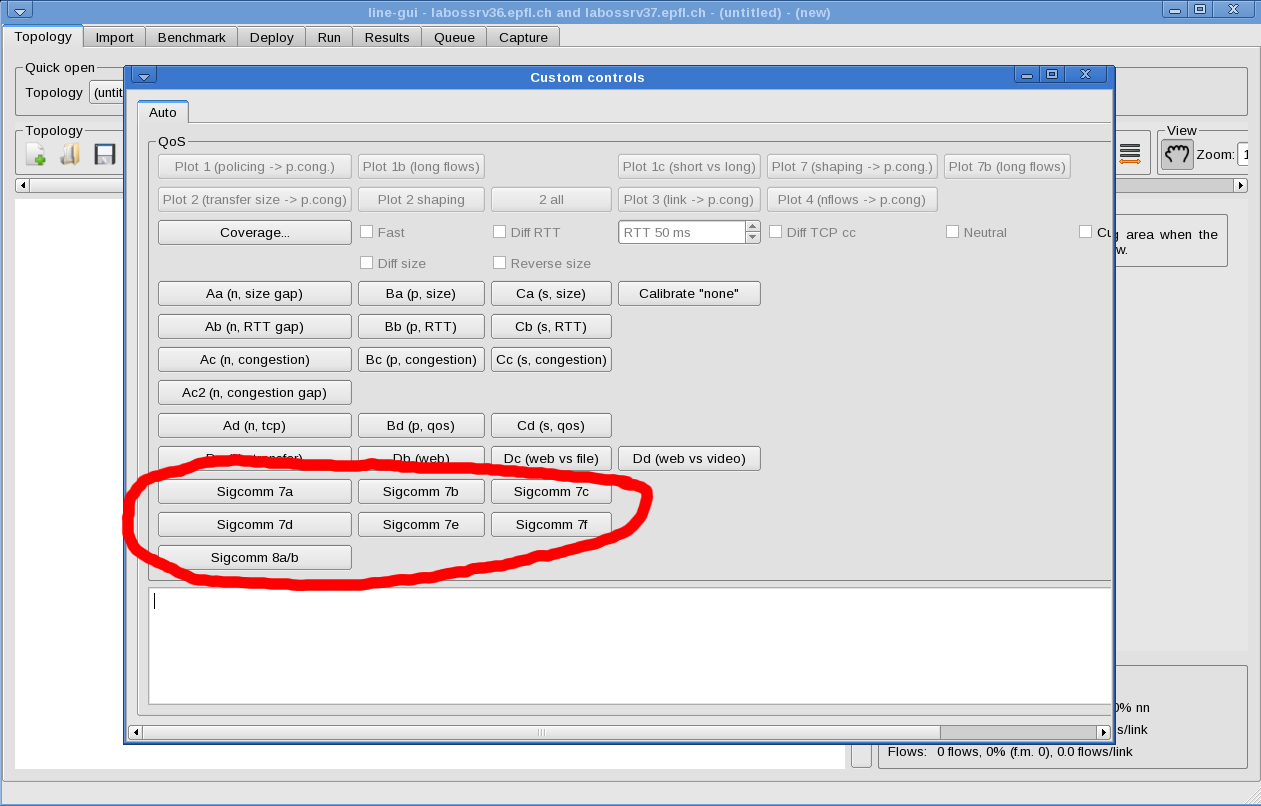 line-gui - labossrv36.epfl.ch and labossrv37.epfl.ch - (untitled) - (new)
Topology Import Benchmark Deploy Run Results Queue Capture
Quick open
Topology (untit
Topology
View
Zoom: 1
Custom controls
Auto
QoS
Plot 1 (policing -> p.cong.) Plot 1b (long flows) Plot 1c (short vs long) Plot 7 (shaping -> p.cong.) Plot 7b (long flows)
Plot 2 (transfer size -> p.cong) Plot 2 shaping 2 all Plot 3 (link -> p.cong) Plot 4 (nflows -> p.cong)
Coverage... Fast Diff RTT RTT 50 ms Diff TCP cc Neutral
Diff size Reverse size
area when the
w.
Aa (n, size gap) Ba (p, size) Ca (s, size) Calibrate "none"
Ab (n, RTT gap) Bb (p, RTT) Cb (s, RTT)
Ac (n, congestion) Bc (p, congestion) Cc (s, congestion)
Ac2 (n, congestion gap)
Ad (n, tcp) Bd (p, qos) Cd (s, qos)
Db (web) Dc (web vs file) Dd (web vs video)
Sigcomm 7a Sigcomm 7b Sigcomm 7c
Sigcomm 7d Sigcomm 7e Sigcomm 7f
Sigcomm 8a/b
0% nn
s/link
Flows: 0 flows, 0% (f.m. 0), 0.0 flows/link